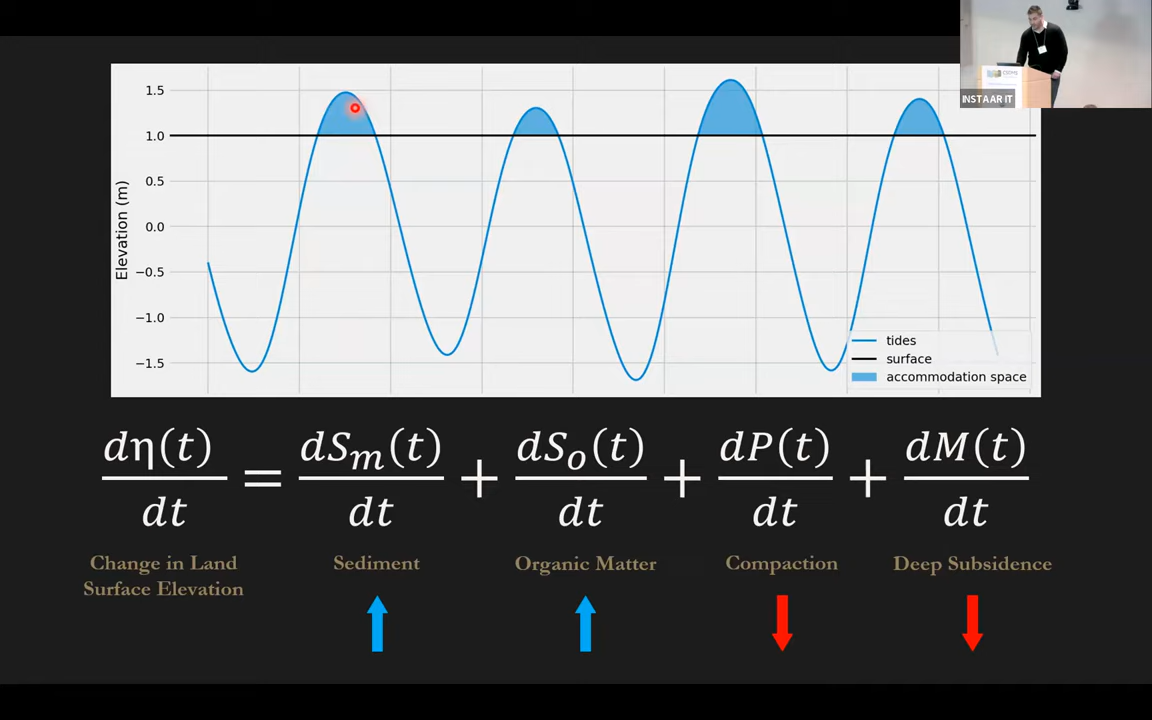 INSTAAR IT
1.5
1.0
0.5
0.0
−0.5
−1.0
−1.5
Elevation (m)
tides
surface
accommodation space
dη(t)/dt = dSₘ(t)/dt + dSₒ(t)/dt + dP(t)/dt + dM(t)/dt
Change in Land
Surface Elevation
Sediment
Organic Matter
Compaction
Deep Subsidence